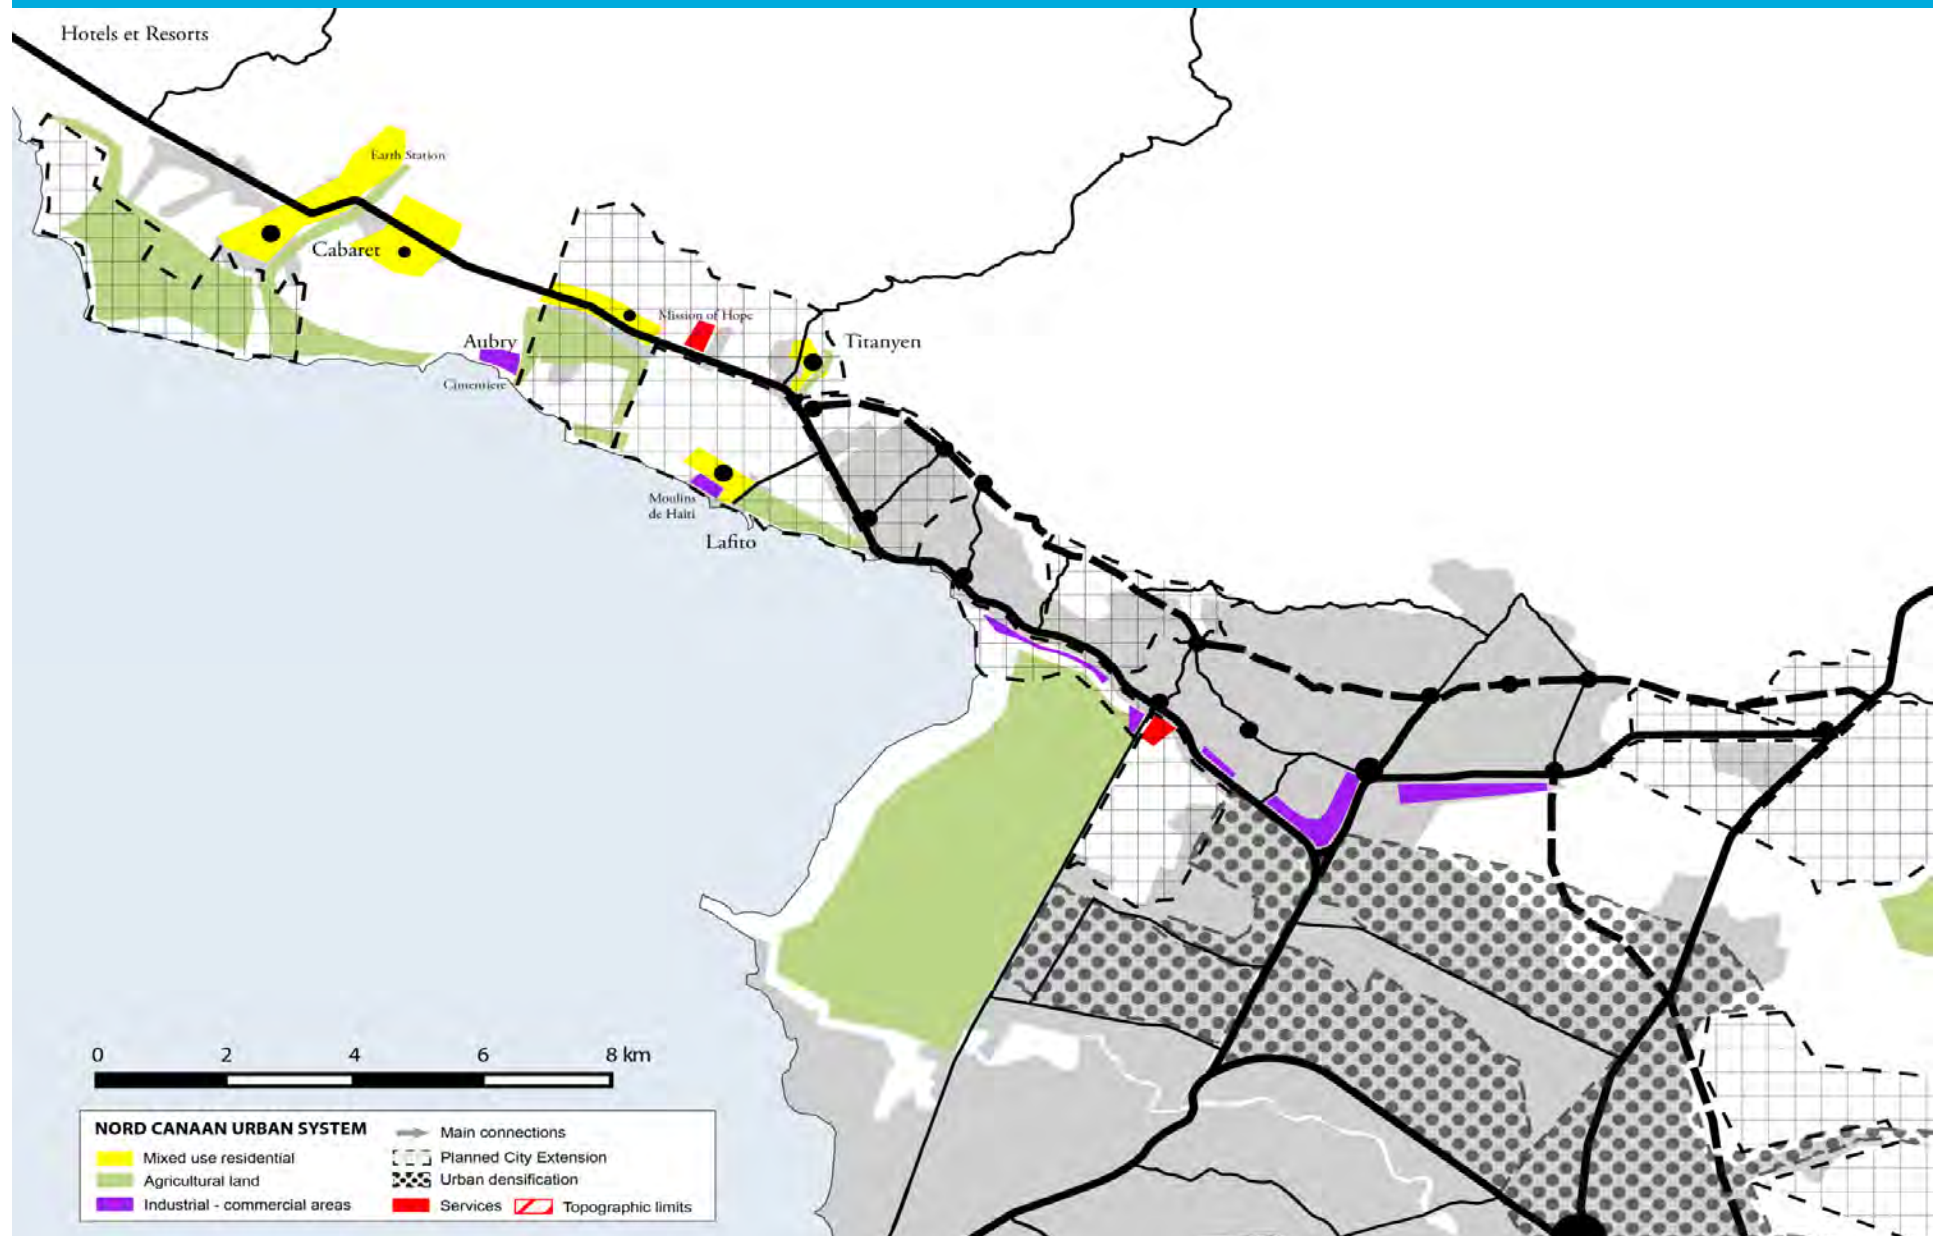 Hotels et Resorts
Earth Station
Cabaret
Mission of Hope
Aubry
Titanyen
Cimentiere
Moulins
de Haiti
Lafito
0 2 4 6 8 km
NORD CANAAN URBAN SYSTEM
Mixed use residential
Agricultural land
Industrial - commercial areas
Main connections
Planned City Extension
Urban densification
Services
Topographic limits